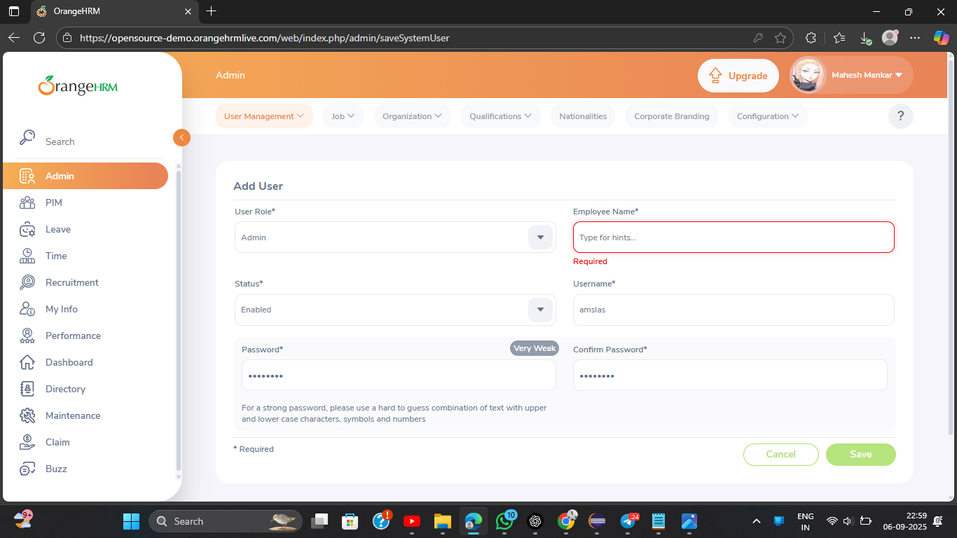 OrangeHRM
https://opensource-demo.orangehrmlive.com/web/index.php/admin/saveSystemUser
OrangeHRM
Admin
Upgrade
Mahesh Mankar
User Management
Job
Organization
Qualifications
Nationalities
Corporate Branding
Configuration
?
Search
Admin
PIM
Leave
Time
Recruitment
My Info
Performance
Dashboard
Directory
Maintenance
Claim
Buzz
Add User
User Role*
Employee Name*
Admin
Type for hints...
Required
Status*
Username*
Enabled
amslas
Password*
Very Weak
Confirm Password*
••••••••
••••••••
For a strong password, please use a hard to guess combination of text with upper
and lower case characters, symbols and numbers
* Required
Cancel
Save
9+
Search
10
24
ENG
IN
22:59
06-09-2025